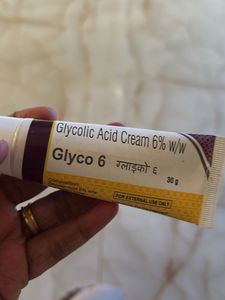 Glycolic Acid Cream 6% w/w
Glyco 6 ग्लाइको ६
30 g
FOR EXTERNAL USE ONLY